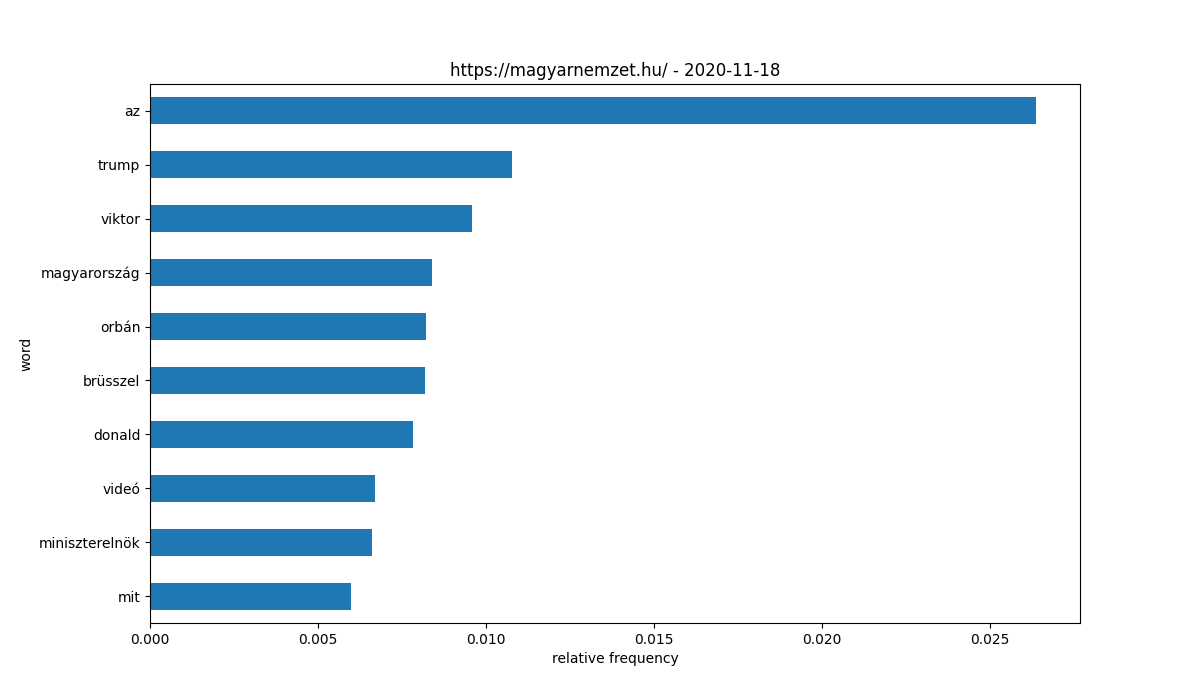 https://magyarnemzet.hu/ - 2020-11-18
az
trump
viktor
magyarország
orbán
brüsszel
donald
videó
miniszterelnök
mit
word
0.000 0.005 0.010 0.015 0.020 0.025
relative frequency